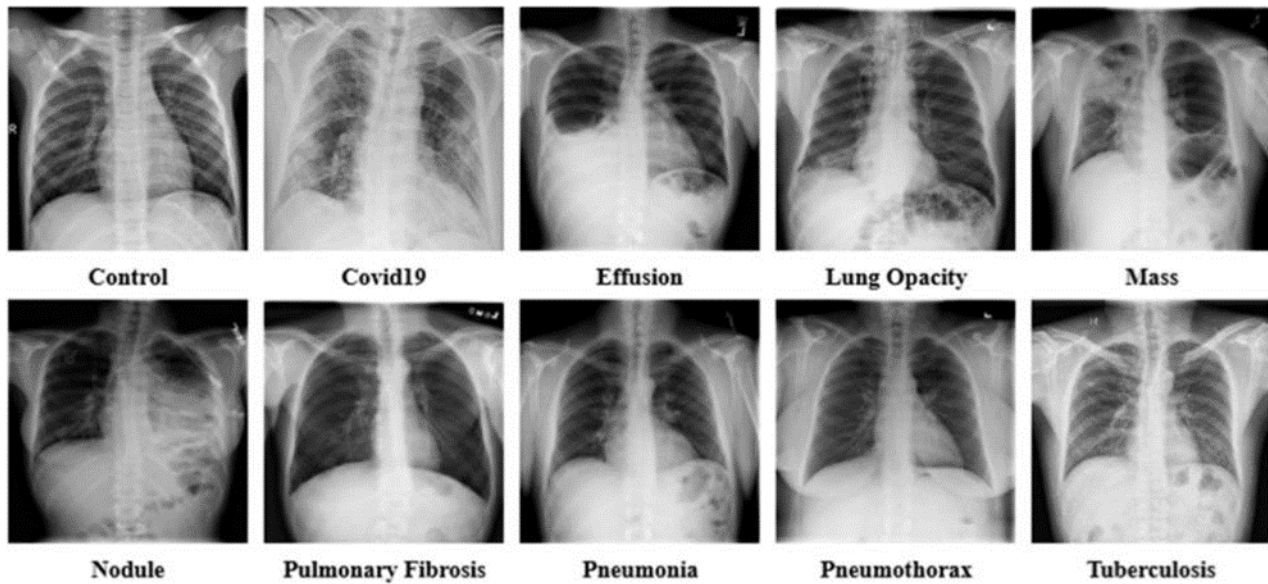 Control
Covid19
Effusion
Lung Opacity
Mass
Nodule
Pulmonary Fibrosis
Pneumonia
Pneumothorax
Tuberculosis